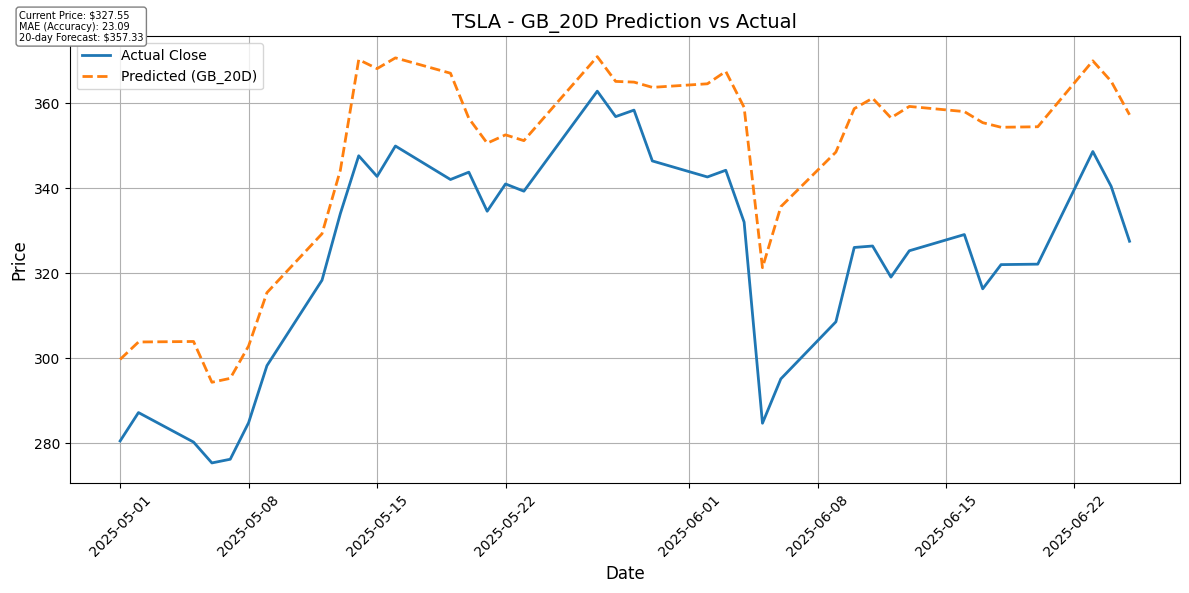 TSLA - GB_20D Prediction vs Actual
Current Price: $327.55
MAE (Accuracy): 23.09
20-day Forecast: $357.33
Actual Close
Predicted (GB_20D)
Price
360
340
320
300
280
2025-05-01
2025-05-08
2025-05-15
2025-05-22
2025-06-01
2025-06-08
2025-06-15
2025-06-22
Date